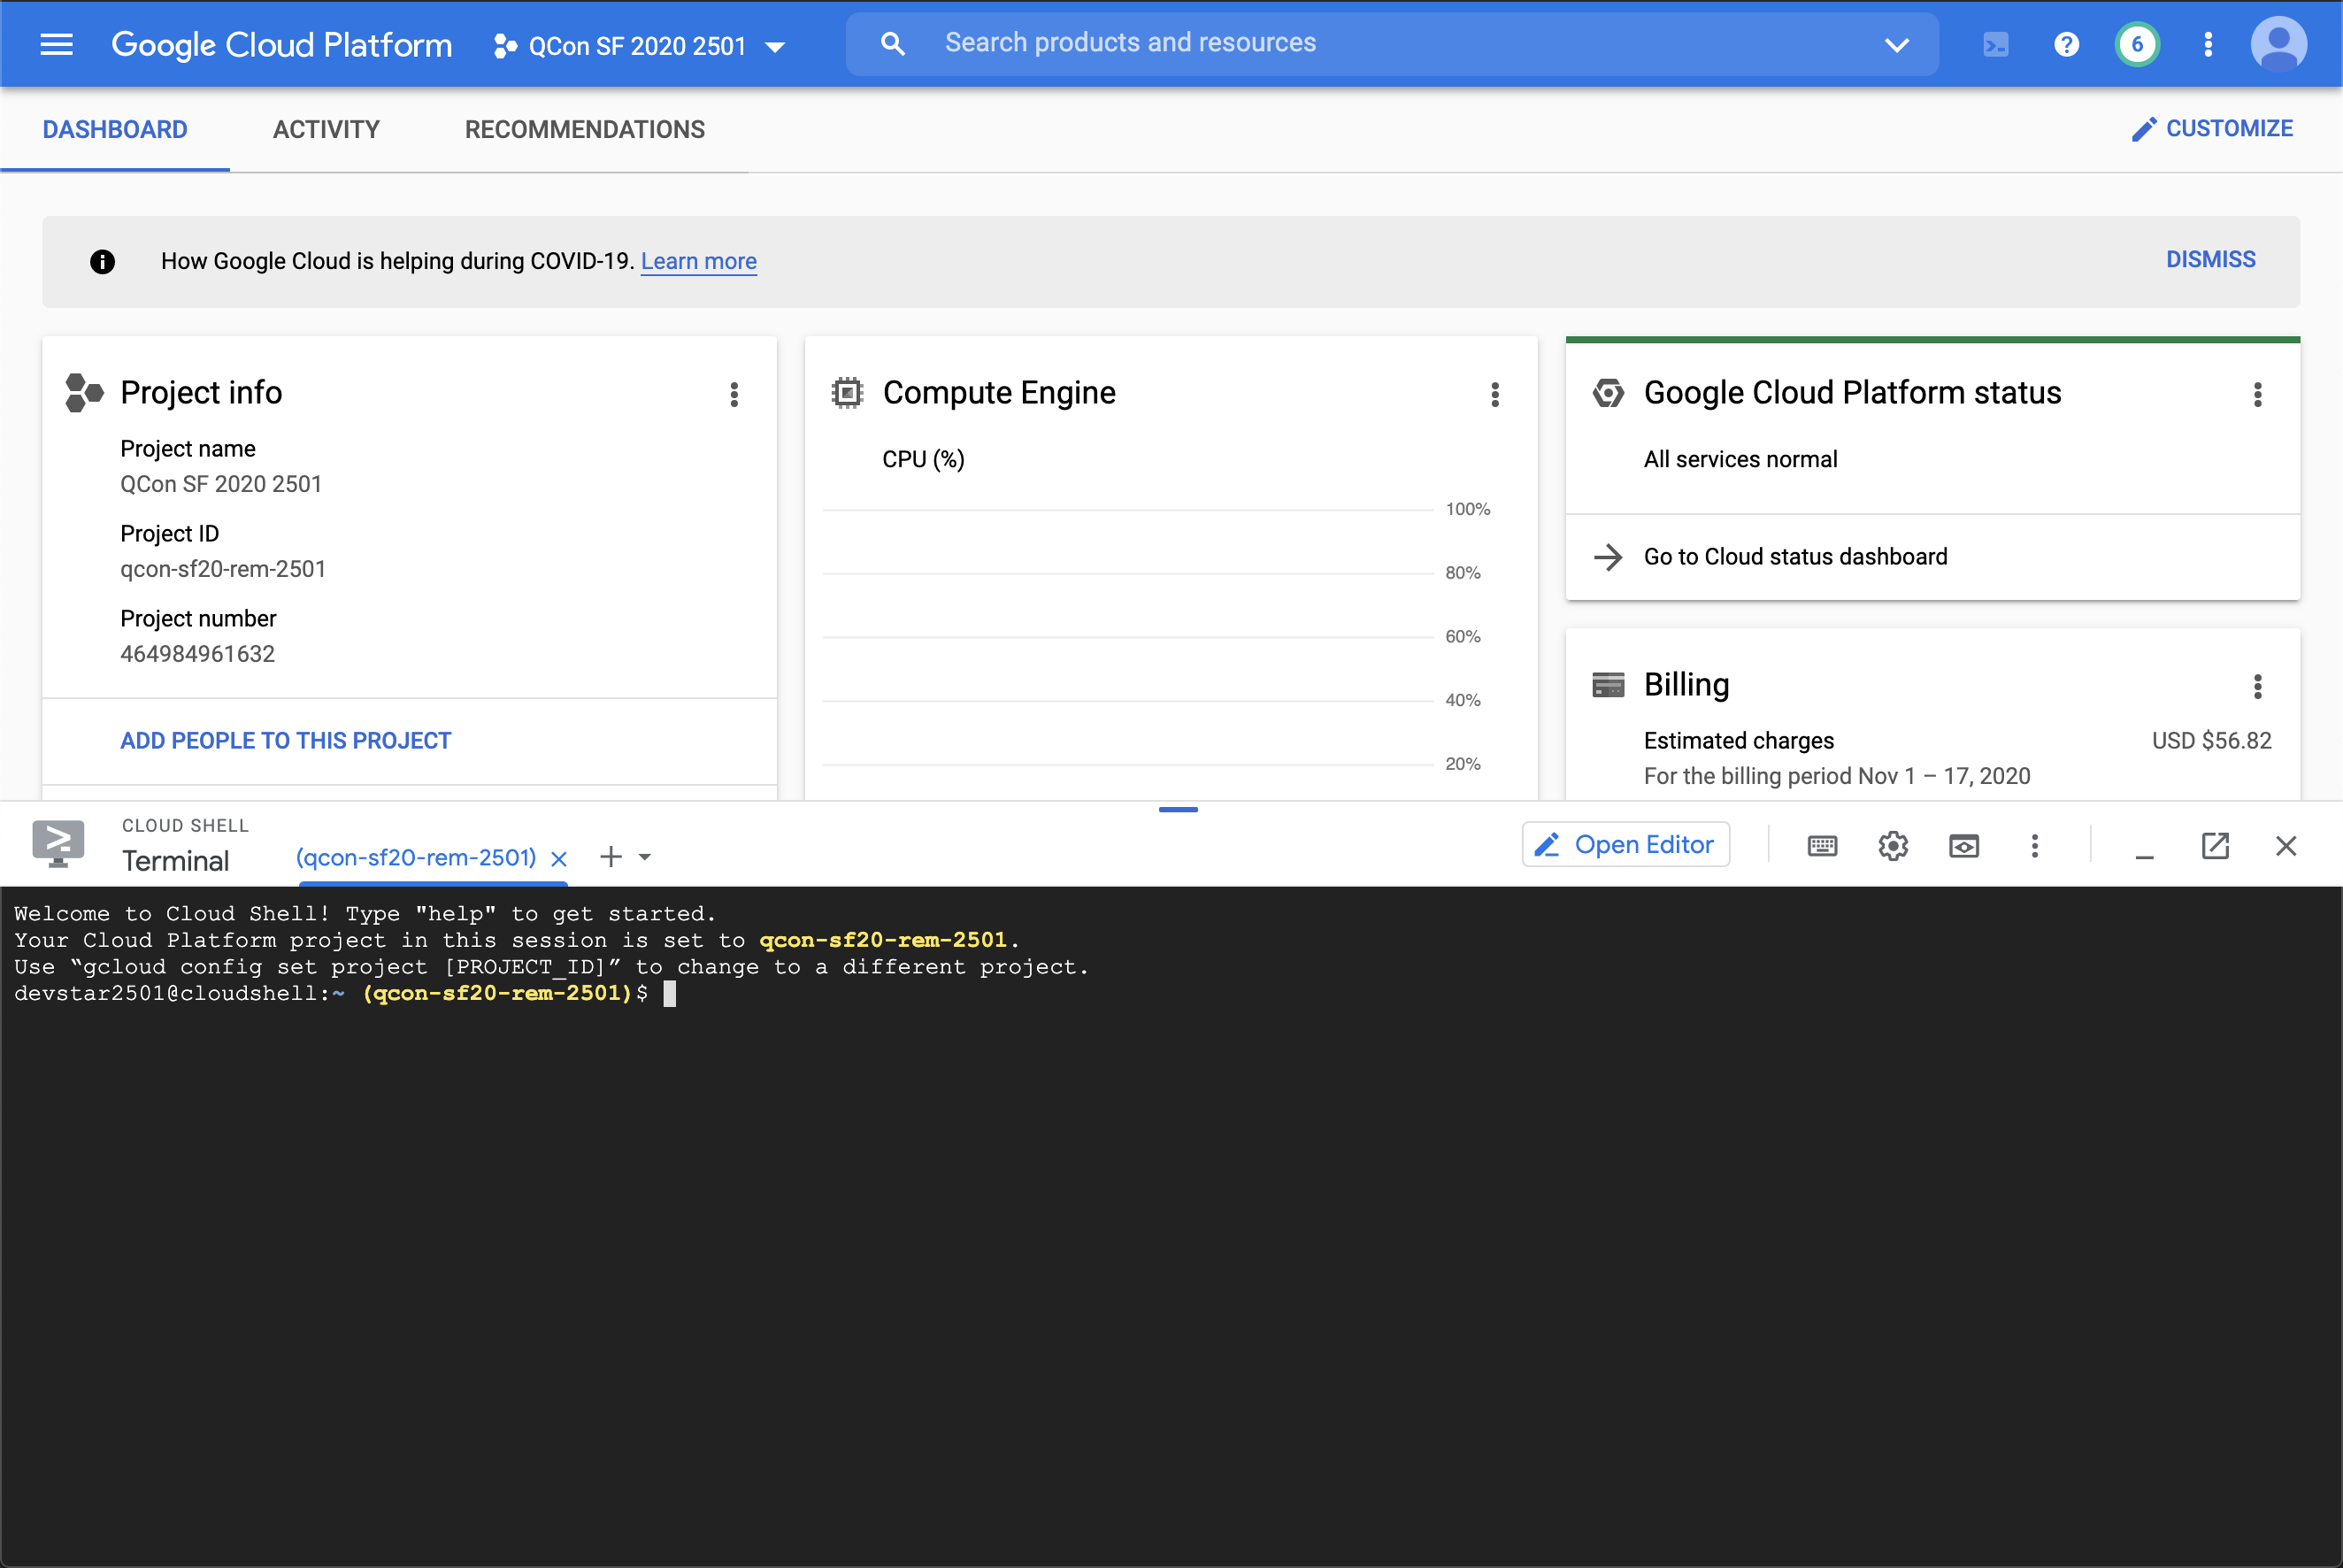 Google Cloud Platform QCon SF 2020 2501 Search products and resources 6
DASHBOARD ACTIVITY RECOMMENDATIONS CUSTOMIZE
How Google Cloud is helping during COVID-19. Learn more DISMISS
Project info
Project name
QCon SF 2020 2501
Project ID
qcon-sf20-rem-2501
Project number
464984961632
ADD PEOPLE TO THIS PROJECT
Compute Engine
CPU (%)
100%
80%
60%
40%
20%
Google Cloud Platform status
All services normal
Go to Cloud status dashboard
Billing
Estimated charges USD $56.82
For the billing period Nov 1 – 17, 2020
CLOUD SHELL
Terminal (qcon-sf20-rem-2501) Open Editor
Welcome to Cloud Shell! Type "help" to get started.
Your Cloud Platform project in this session is set to qcon-sf20-rem-2501.
Use “gcloud config set project [PROJECT_ID]” to change to a different project.
devstar2501@cloudshell:~ (qcon-sf20-rem-2501)$